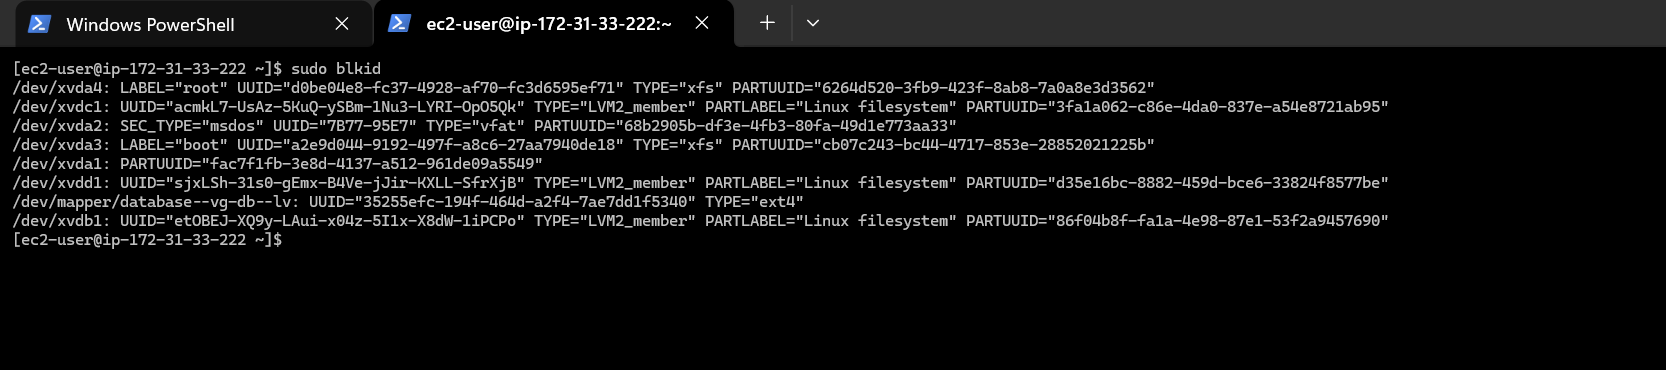 Windows PowerShell
ec2-user@ip-172-31-33-222:~
[ec2-user@ip-172-31-33-222 ~]$ sudo blkid
/dev/xvda4: LABEL="root" UUID="d0be04e8-fc37-4928-af70-fc3d6595ef71" TYPE="xfs" PARTUUID="6264d520-3fb9-423f-8ab8-7a0a8e3d3562"
/dev/xvdc1: UUID="acmkL7-UsAz-5KuQ-ySBm-1Nu3-LYRI-OpO5Qk" TYPE="LVM2_member" PARTLABEL="Linux filesystem" PARTUUID="3fa1a062-c86e-4da0-837e-a54e8721ab95"
/dev/xvda2: SEC_TYPE="msdos" UUID="7B77-95E7" TYPE="vfat" PARTUUID="68b2905b-df3e-4fb3-80fa-49d1e773aa33"
/dev/xvda3: LABEL="boot" UUID="a2e9d044-9192-497f-a8c6-27aa7940de18" TYPE="xfs" PARTUUID="cb07c243-bc44-4717-853e-28852021225b"
/dev/xvda1: PARTUUID="fac7f1fb-3e8d-4137-a512-961de09a5549"
/dev/xvdd1: UUID="sjxLSh-31s0-gEmx-B4Ve-jJir-KXLL-SfrXjB" TYPE="LVM2_member" PARTLABEL="Linux filesystem" PARTUUID="d35e16bc-8882-459d-bce6-33824f8577be"
/dev/mapper/database--vg-db--lv: UUID="35255efc-194f-464d-a2f4-7ae7dd1f5340" TYPE="ext4"
/dev/xvdb1: UUID="etOBEJ-XQ9y-LAui-x04z-5I1x-X8dW-1iPCPo" TYPE="LVM2_member" PARTLABEL="Linux filesystem" PARTUUID="86f04b8f-fa1a-4e98-87e1-53f2a9457690"
[ec2-user@ip-172-31-33-222 ~]$